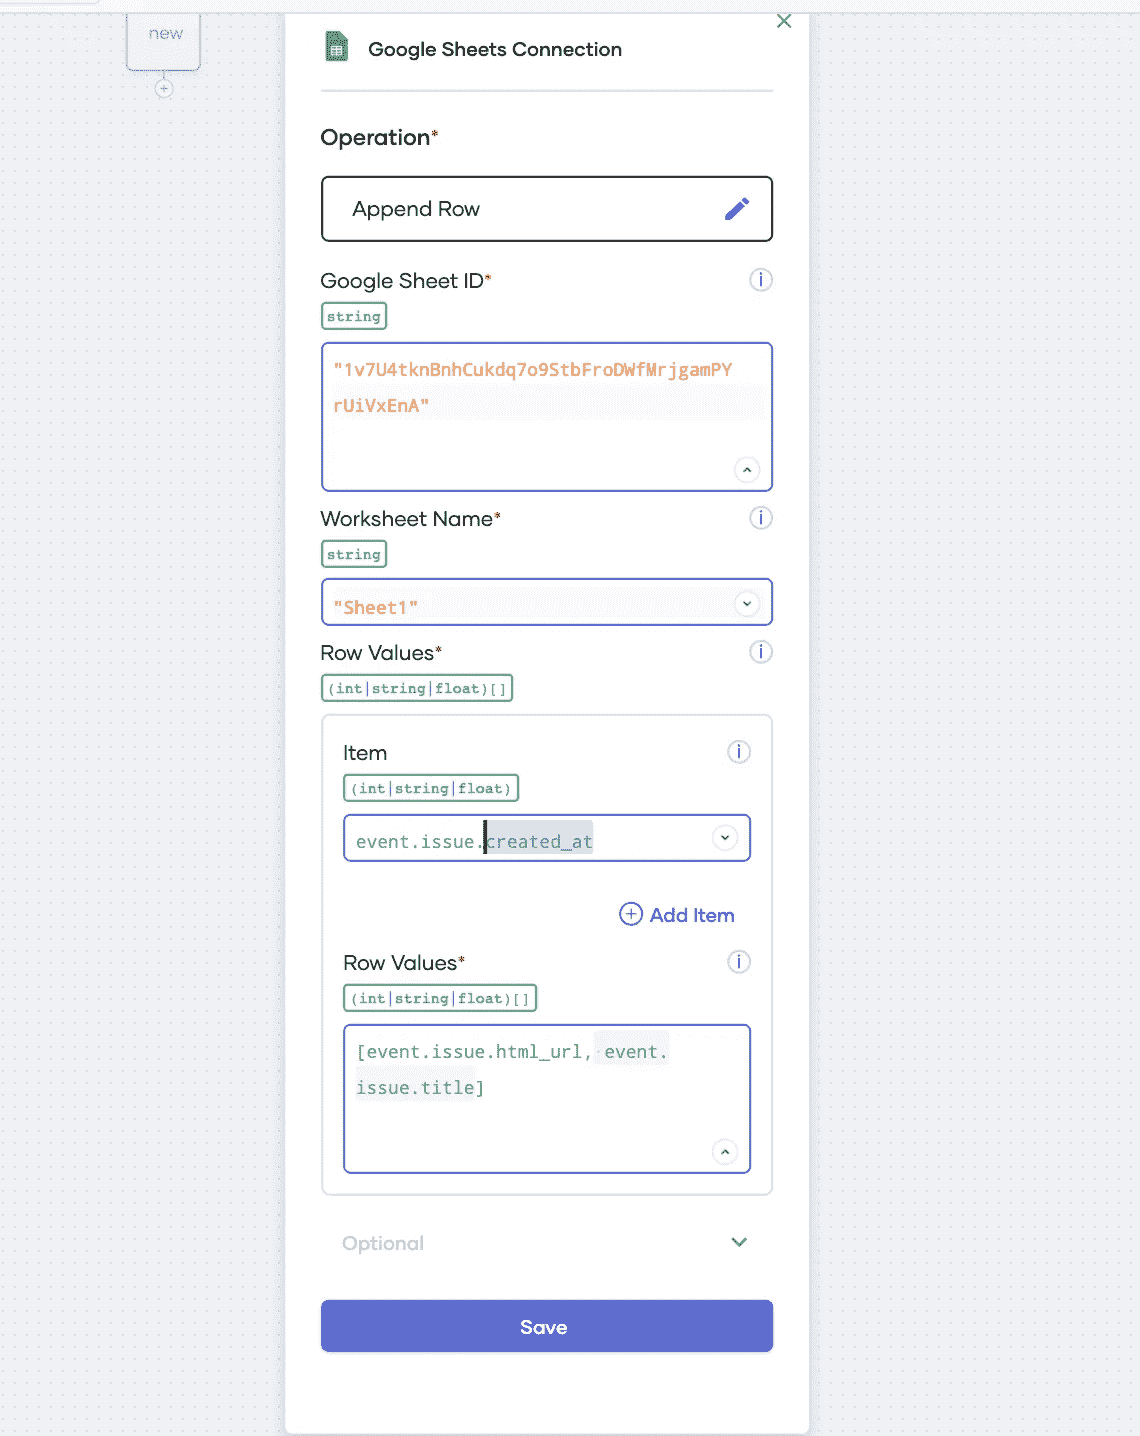 new
Google Sheets Connection
Operation*
Append Row
Google Sheet ID*
string
"1v7U4tknBnhCukdq7o9StbFroDWfMrjgamPY
rUiVxEnA"
Worksheet Name*
string
"Sheet1"
Row Values*
(int|string|float)[]
Item
(int|string|float)
event.issue.created_at
Add Item
Row Values*
(int|string|float)[]
[event.issue.html_url, event.
issue.title]
Optional
Save